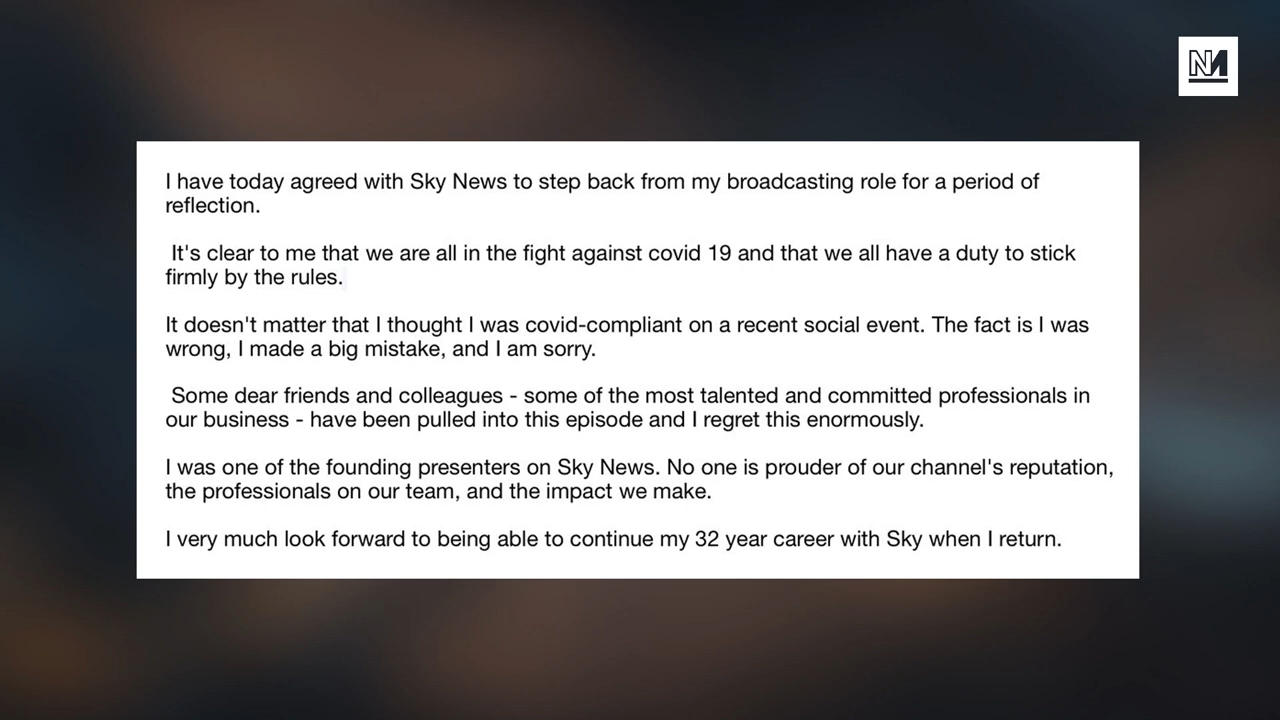 NM
I have today agreed with Sky News to step back from my broadcasting role for a period of
reflection.
It's clear to me that we are all in the fight against covid 19 and that we all have a duty to stick
firmly by the rules.
It doesn't matter that I thought I was covid-compliant on a recent social event. The fact is I was
wrong, I made a big mistake, and I am sorry.
Some dear friends and colleagues - some of the most talented and committed professionals in
our business - have been pulled into this episode and I regret this enormously.
I was one of the founding presenters on Sky News. No one is prouder of our channel's reputation,
the professionals on our team, and the impact we make.
I very much look forward to being able to continue my 32 year career with Sky when I return.